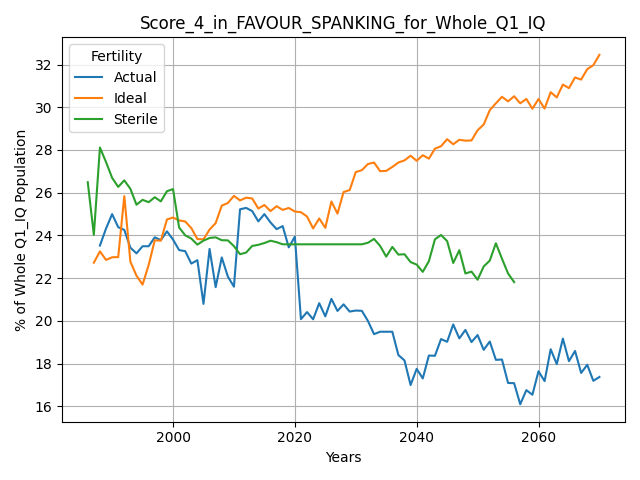 Score_4_in_FAVOUR_SPANKING_for_Whole_Q1_IQ
Fertility
Actual
Ideal
Sterile
% of Whole Q1_IQ Population
32
30
28
26
24
22
20
18
16
2000
2020
2040
2060
Years